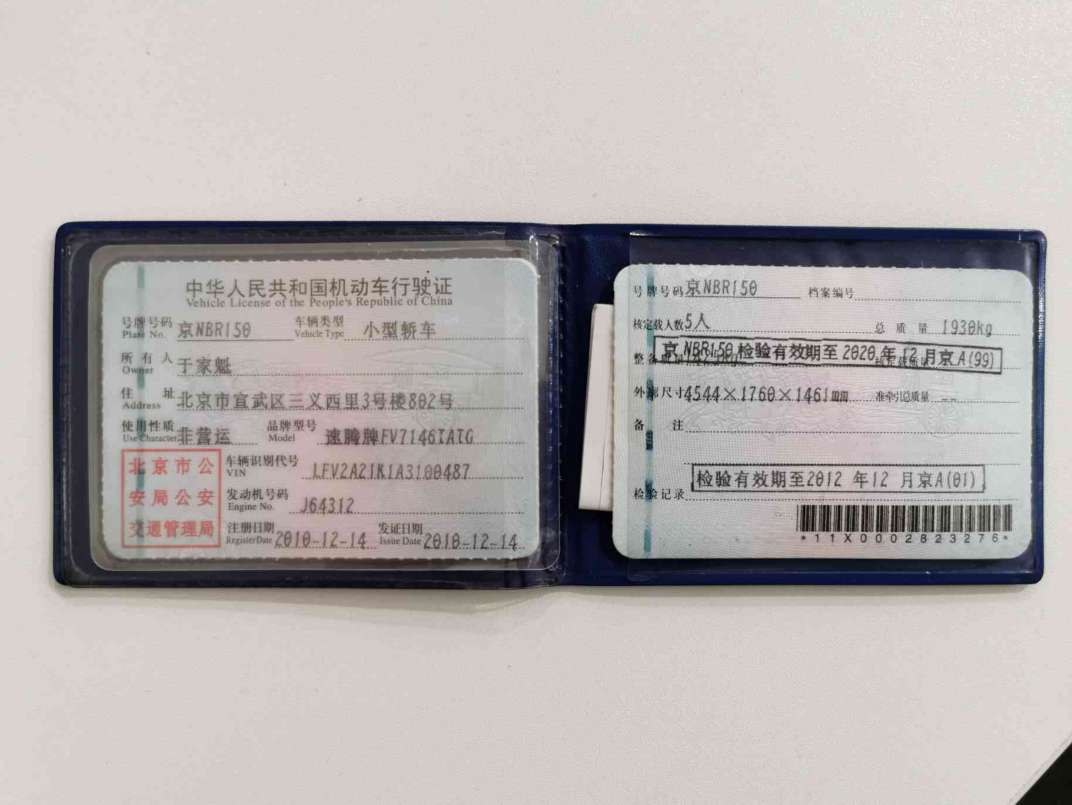 中华人民共和国机动车行驶证
Vehicle License of the People's Republic of China
号牌号码 京NBR150 车辆类型 小型轿车
Plate No. Vehicle Type
所有人 于家魁
Owner
住址 北京市宣武区三义西里3号楼802号
Address
使用性质 非营运 品牌型号 速腾牌FV7146TATG
Use Character Model
车辆识别代号 LFV2A21K1A3100487
VIN
发动机号码 J64312
Engine No.
注册日期 2010-12-14 发证日期 2010-12-14
Register Date Issue Date
北京市公
安局公安
交通管理局
号牌号码 京NBR150 档案编号
核定载人数 5人 总质量 1930kg
京NBR150 检验有效期至 2020 年 12 月京A(99)
外廓尺寸 4544×1760×1461mm 准牵引总质量 --
备注
检验有效期至2012 年12 月京A(01)
检验记录
*11X0002823276*